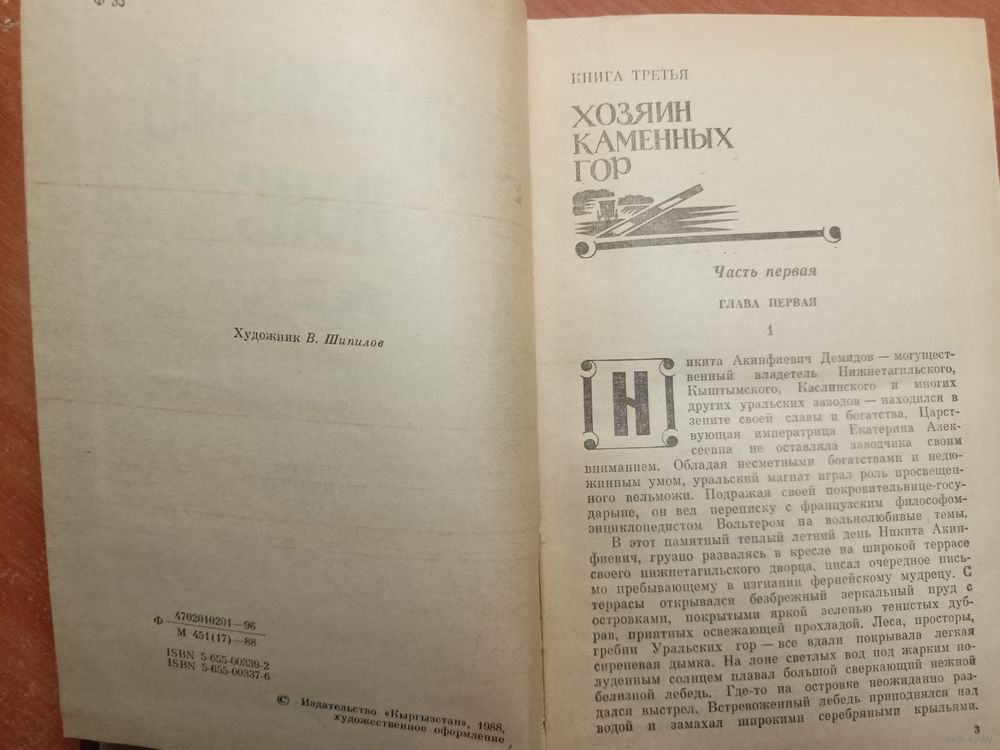 Ф 33
Художник В. Шипилов
Ф 4702010201—96
М 451(17)—88
ISBN 5-655-00339-2
ISBN 5-655-00337-6
© Издательство «Кыргызстан», 1988,
художественное оформление
КНИГА ТРЕТЬЯ
ХОЗЯИН
КАМЕННЫХ
ГОР
Часть первая
ГЛАВА ПЕРВАЯ
1
Никита Акинфиевич Демидов — могущест-
венный владетель Нижнетагильского,
Кыштымского, Каслинского и многих
других уральских заводов — находился в
зените своей славы и богатства. Царст-
вующая императрица Екатерина Алек-
сеевна не оставляла заводчика своим
вниманием. Обладая несметными богатствами и недю-
жинным умом, уральский магнат играл роль просвещен-
ного вельможи. Подражая своей покровительнице-госу-
дарыне, он вел переписку с французским философом-
энциклопедистом Вольтером на вольнолюбивые темы.
В этот памятный теплый летний день Никита Акин-
фиевич, грузно развалясь в кресле на широкой террасе
своего нижнетагильского дворца, писал очередное пись-
мо пребывающему в изгнании фернейскому мудрецу. С
террасы открывался безбрежный зеркальный пруд с
островками, покрытыми яркой зеленью тенистых дуб-
рав, приятных освежающей прохладой. Леса, просторы,
гребни Уральских гор — все вдали покрывала легкая
сиреневая дымка. На лоне светлых вод под жарким по-
луденным солнцем плавал большой сверкающий нежной
белизной лебедь. Где-то на островке неожиданно раз-
дался выстрел. Встревоженный лебедь приподнялся над
водой и замахал широкими серебряными крыльями.
3